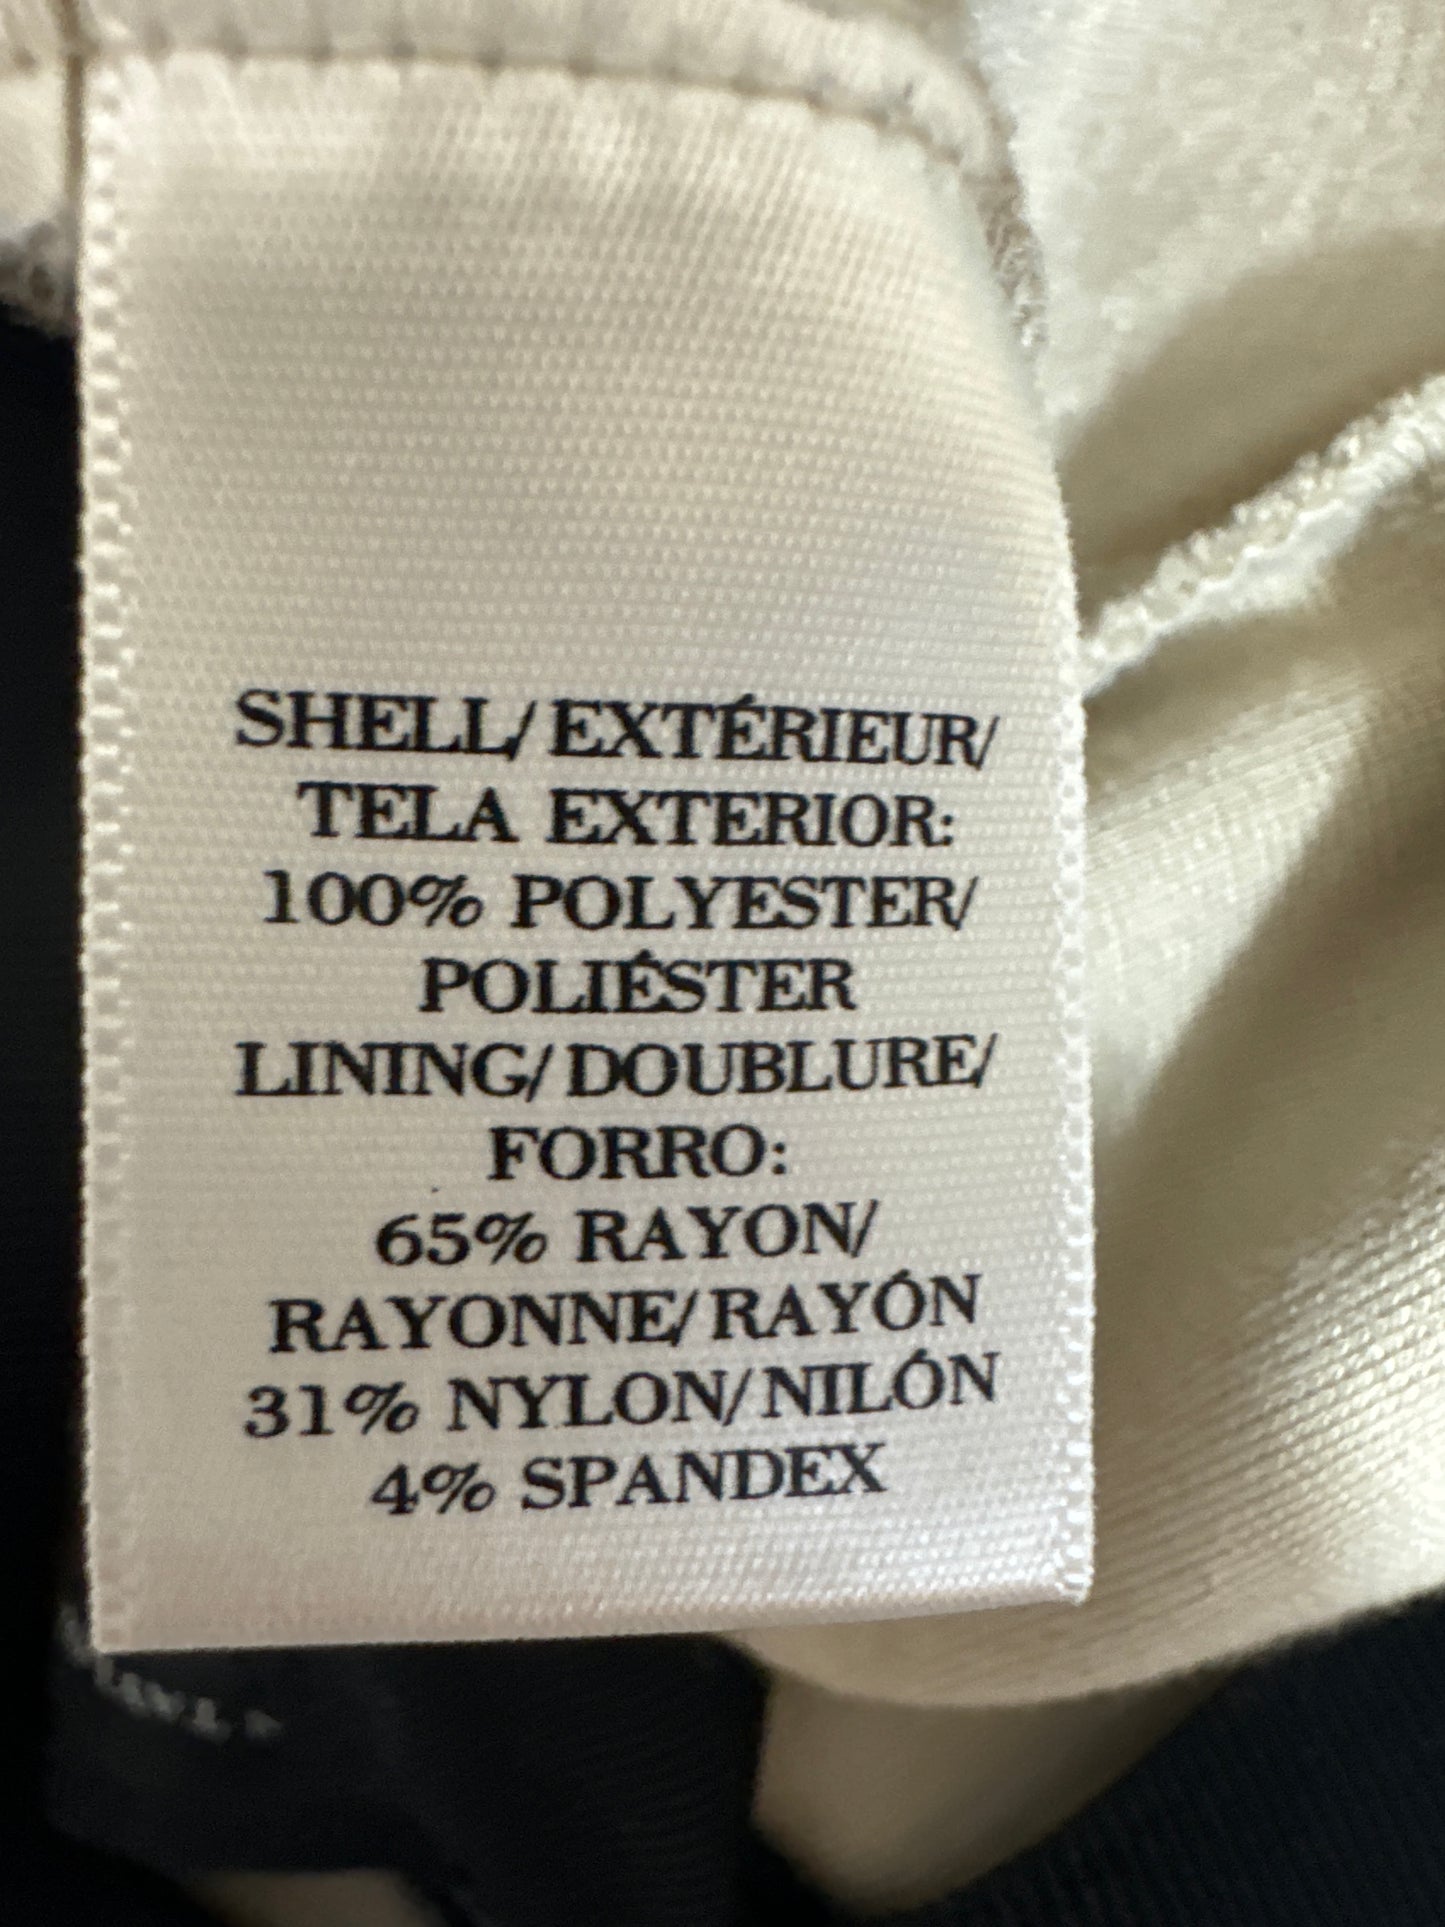 SHELL/EXTÉRIEUR/
TELA EXTERIOR:
100% POLYESTER/
POLIÉSTER
LINING/DOUBLURE/
FORRO:
65% RAYON/
RAYONNE/RAYÓN
31% NYLON/NILÓN
4% SPANDEX